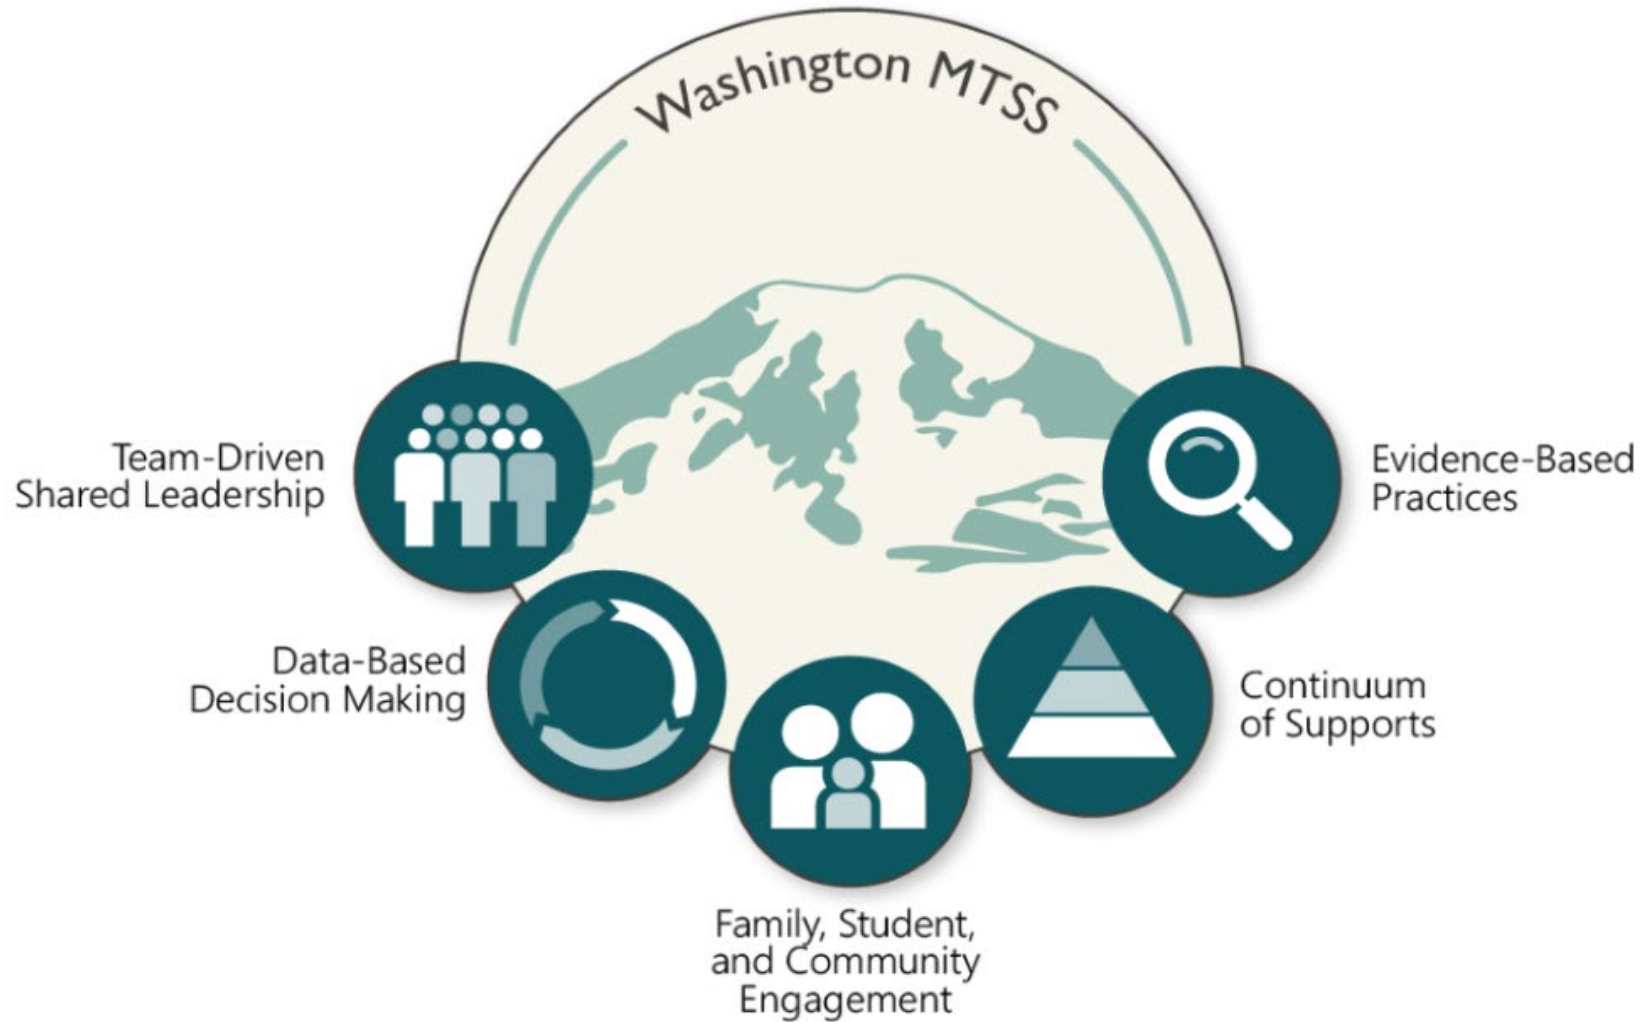 Washington MTSS
Team-Driven
Shared Leadership
Evidence-Based
Practices
Data-Based
Decision Making
Continuum
of Supports
Family, Student,
and Community
Engagement